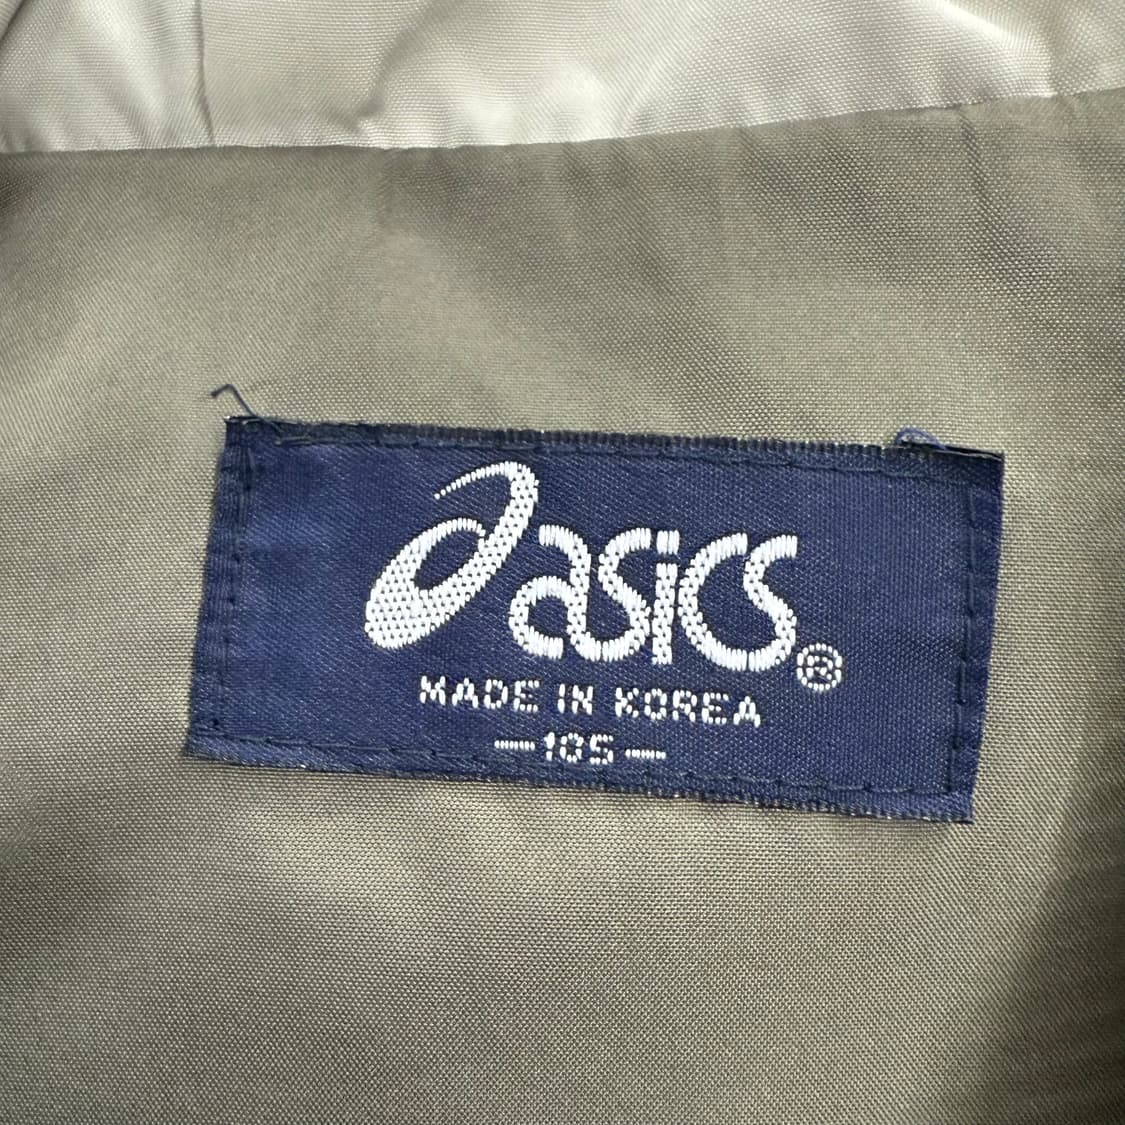 asics®
MADE IN KOREA
—105—